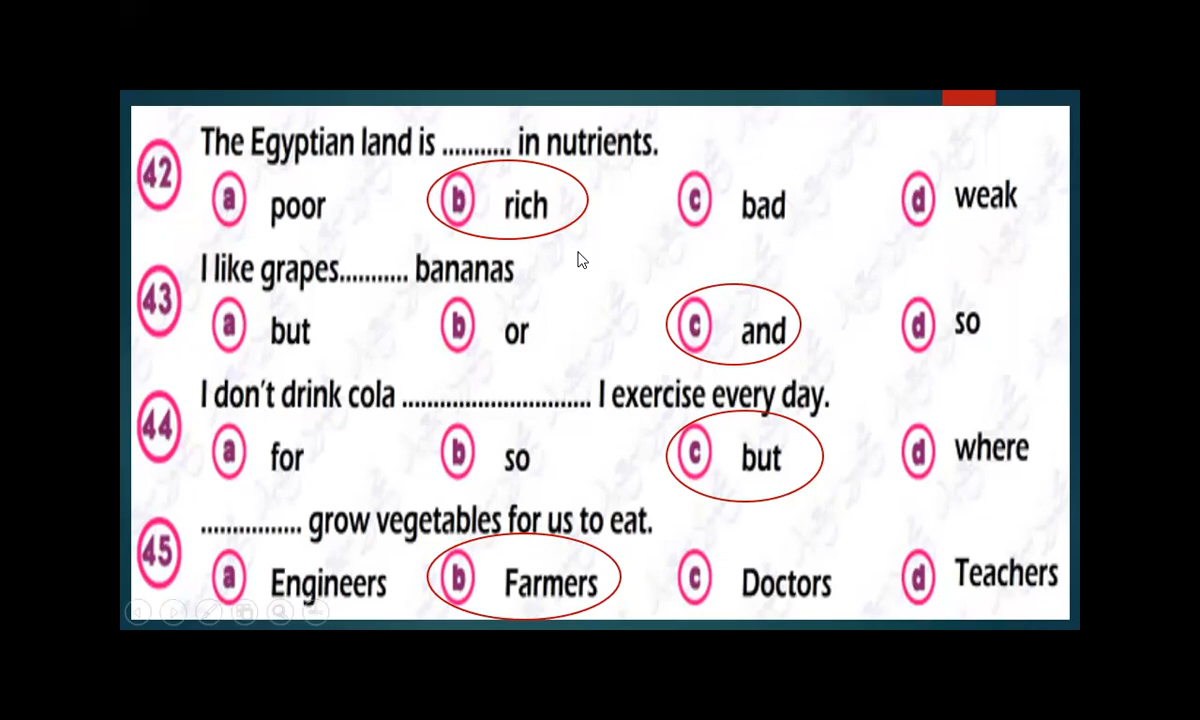 42 The Egyptian land is ........... in nutrients.
a poor b rich c bad d weak
43 I like grapes........... bananas
a but b or c and d so
44 I don't drink cola .............................. I exercise every day.
a for b so c but d where
45 ................ grow vegetables for us to eat.
a Engineers b Farmers c Doctors d Teachers